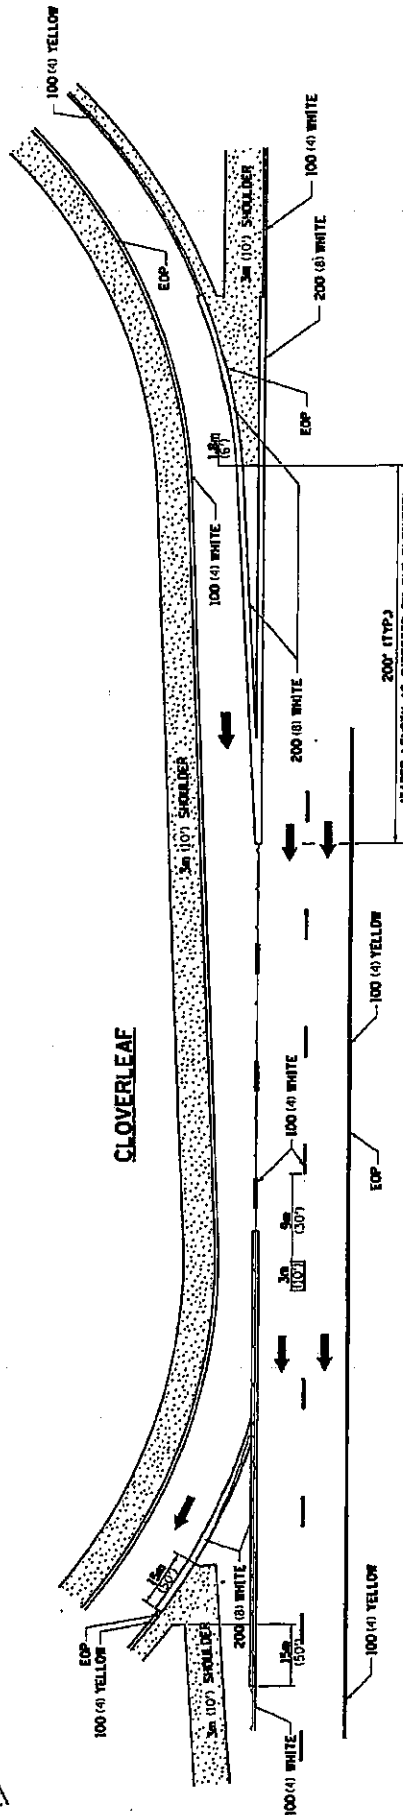 CLOVERLEAF
100 (4) YELLOW
EOP
100 (4) WHITE
3m (10') SHOULDER
3m (10') SHOULDER
100 (4) WHITE
200 (8) WHITE
EOP
1.8m
(6')
200 (8) WHITE
200' (TYP.)
100 (4) WHITE
9m
(30')
3m
(10')
100 (4) YELLOW
EOP
15m
(50')
EOP
100 (4) YELLOW
200 (8) WHITE
3m (10') SHOULDER
15m
(50')
100 (4) WHITE
100 (4) YELLOW